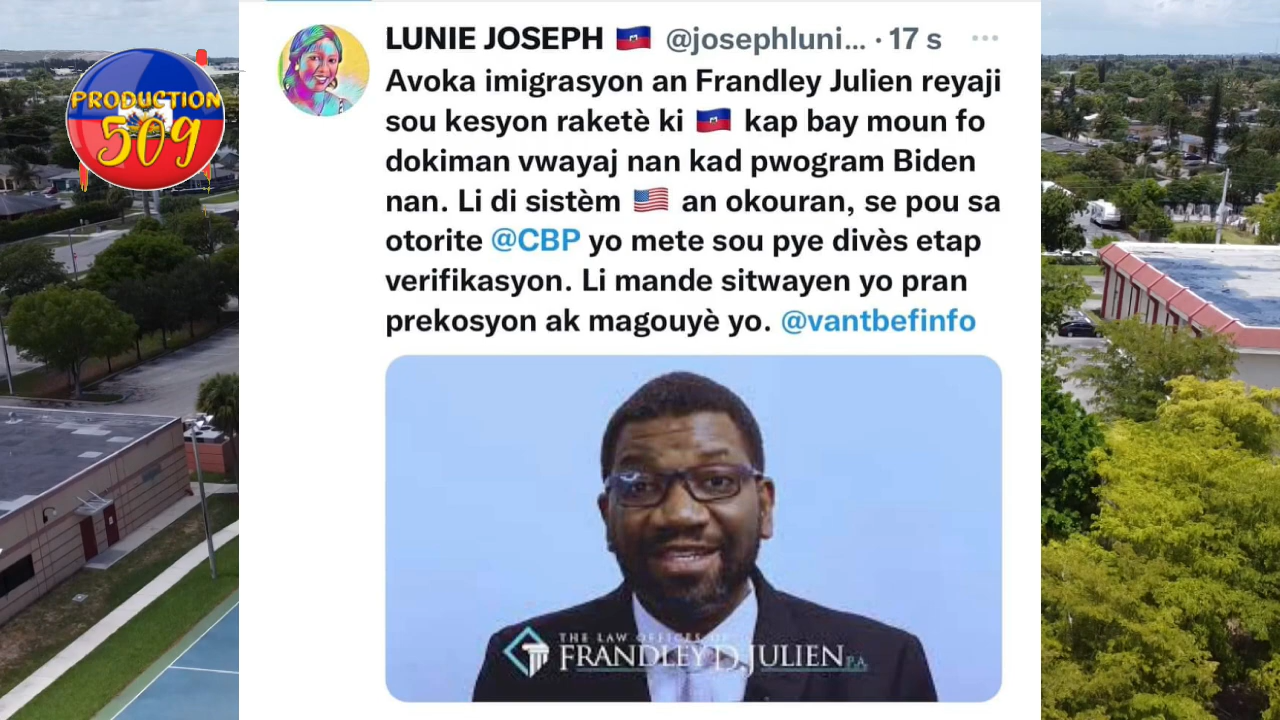 PRODUCTION
509
LUNIE JOSEPH 🇭🇹 @josephluni... · 17 s
Avoka imigrasyon an Frandley Julien reyaji
sou kesyon raketè ki 🇭🇹 kap bay moun fo
dokiman vwayaj nan kad pwogram Biden
nan. Li di sistèm 🇺🇸 an okouran, se pou sa
otorite @CBP yo mete sou pye divès etap
verifikasyon. Li mande sitwayen yo pran
prekosyon ak magouyè yo. @vantbefinfo
THE LAW OFFICES OF
FRANDLEY D. JULIEN P.A.